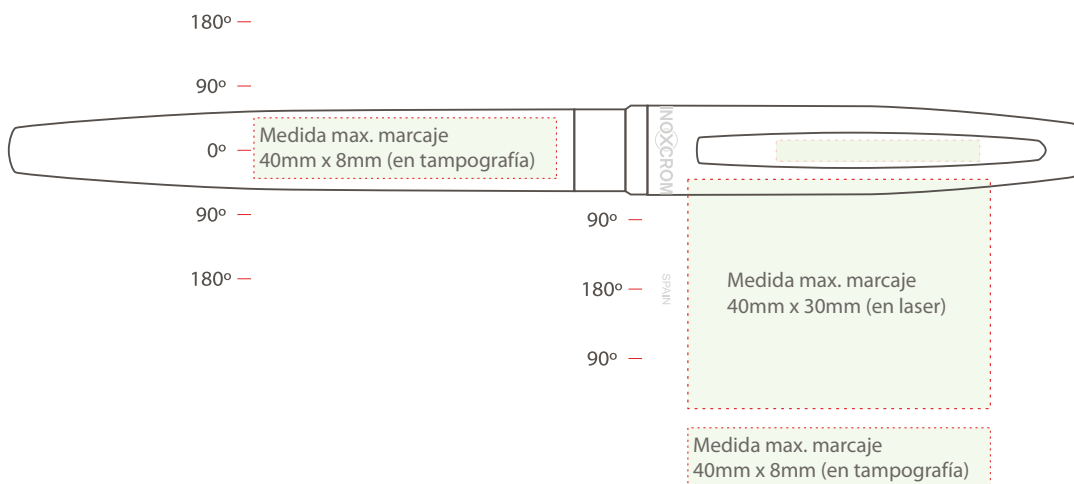 180º
90º
0º
90º
180º
Medida max. marcaje
40mm x 8mm (en tampografía)
INOXCROM
90º
180º
90º
SPAIN
Medida max. marcaje
40mm x 30mm (en laser)
Medida max. marcaje
40mm x 8mm (en tampografía)